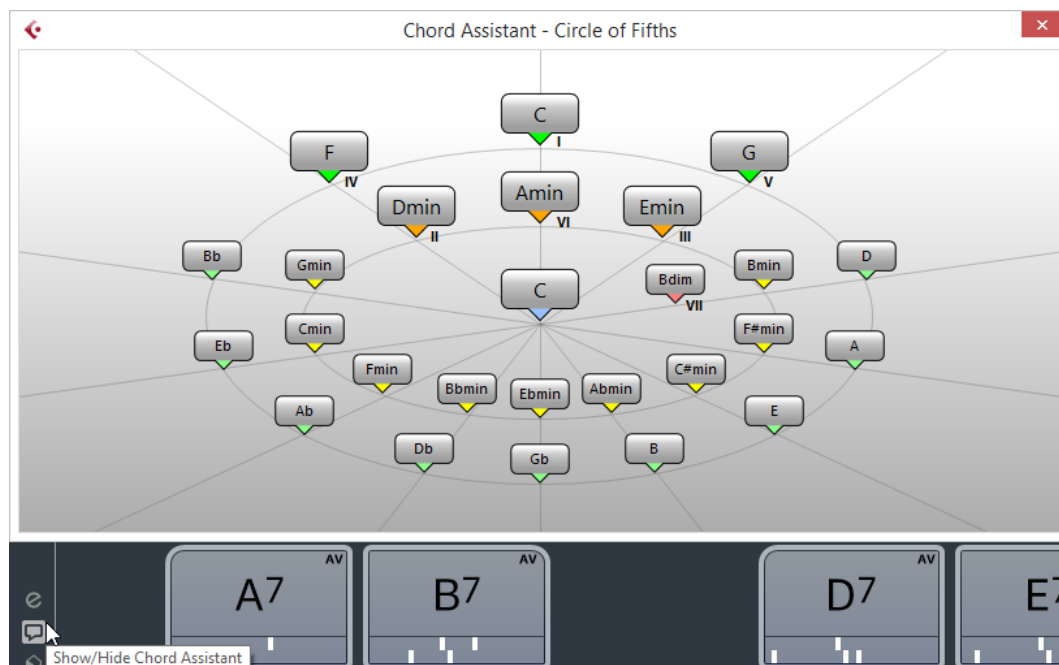 Chord Assistant - Circle of Fifths
C
I
F
IV
G
V
Dmin
II
Amin
VI
Emin
III
Bb
Gmin
C
Bdim
VII
Bmin
D
Eb
Cmin
F#min
A
Fmin
Bbmin
Ebmin
Abmin
C#min
Ab
E
Db
Gb
B
AV
A7
AV
B7
AV
D7
E7
Show/Hide Chord Assistant